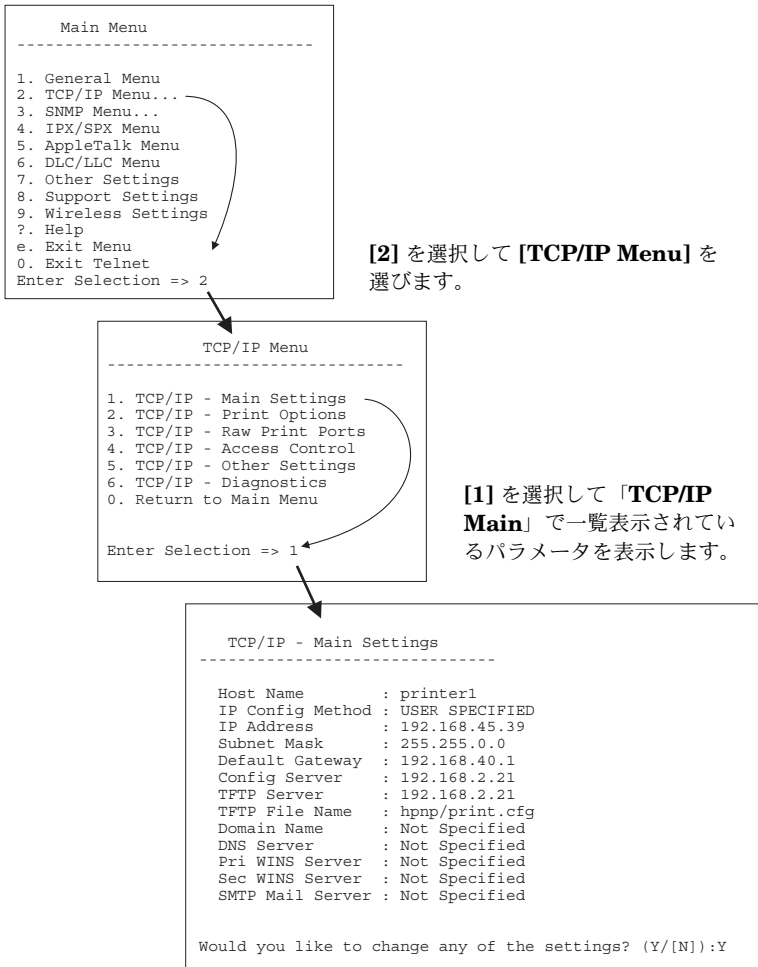 Main Menu
-------------------------------
1. General Menu
2. TCP/IP Menu...
3. SNMP Menu...
4. IPX/SPX Menu
5. AppleTalk Menu
6. DLC/LLC Menu
7. Other Settings
8. Support Settings
9. Wireless Settings
?. Help
e. Exit Menu
0. Exit Telnet
Enter Selection => 2
[2] を選択して [TCP/IP Menu] を
選びます。
TCP/IP Menu
-------------------------------
1. TCP/IP - Main Settings
2. TCP/IP - Print Options
3. TCP/IP - Raw Print Ports
4. TCP/IP - Access Control
5. TCP/IP - Other Settings
6. TCP/IP - Diagnostics
0. Return to Main Menu
Enter Selection => 1
[1] を選択して「TCP/IP
Main」で一覧表示されてい
るパラメータを表示します。
TCP/IP - Main Settings
-------------------------------
Host Name : printer1
IP Config Method : USER SPECIFIED
IP Address : 192.168.45.39
Subnet Mask : 255.255.0.0
Default Gateway : 192.168.40.1
Config Server : 192.168.2.21
TFTP Server : 192.168.2.21
TFTP File Name : hpnp/print.cfg
Domain Name : Not Specified
DNS Server : Not Specified
Pri WINS Server : Not Specified
Sec WINS Server : Not Specified
SMTP Mail Server : Not Specified
Would you like to change any of the settings? (Y/[N]):Y